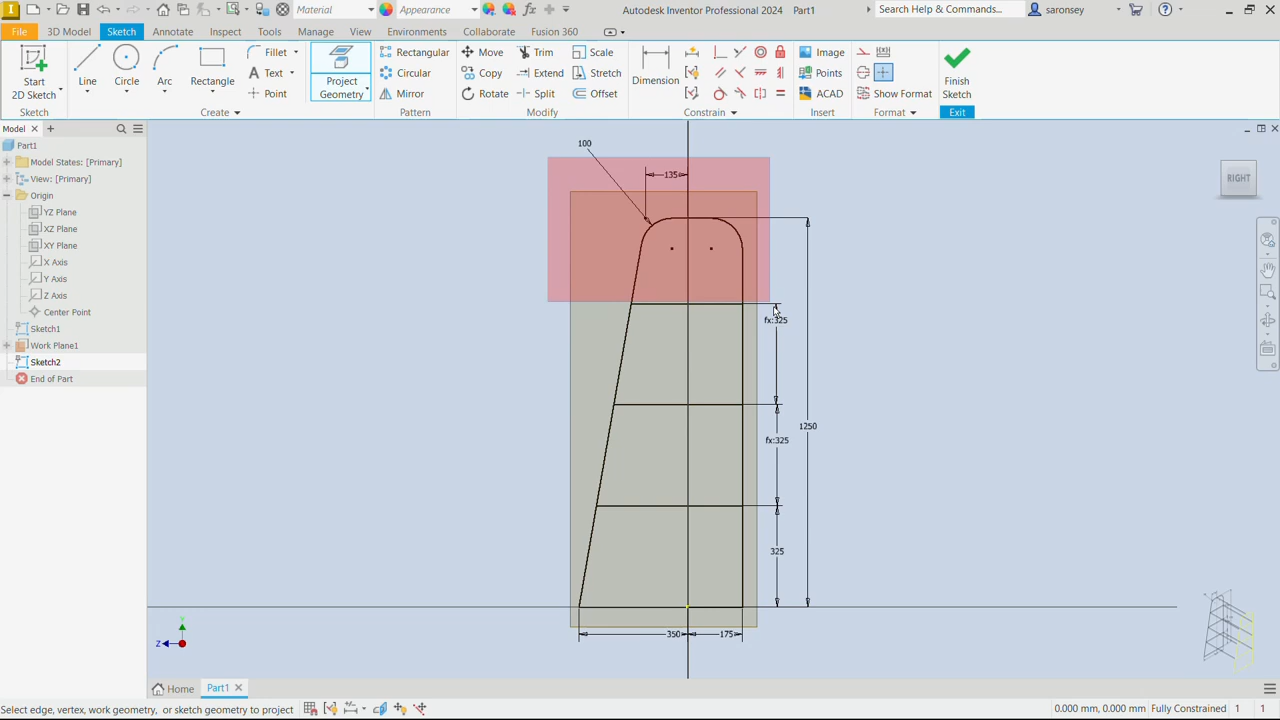 Material
Appearance
Autodesk Inventor Professional 2024 Part1
Search Help & Commands...
saronsey
File
3D Model
Sketch
Annotate
Inspect
Tools
Manage
View
Environments
Collaborate
Fusion 360
Start
2D Sketch
Line
Circle
Arc
Rectangle
Fillet
Text
Point
Project
Geometry
Rectangular
Circular
Mirror
Move
Copy
Rotate
Trim
Extend
Split
Scale
Stretch
Offset
Dimension
Image
Points
ACAD
Show Format
Finish
Sketch
Sketch
Create
Pattern
Modify
Constrain
Insert
Format
Exit
Model
Part1
Model States: [Primary]
View: [Primary]
Origin
YZ Plane
XZ Plane
XY Plane
X Axis
Y Axis
Z Axis
Center Point
Sketch1
Work Plane1
Sketch2
End of Part
RIGHT
100
135
fx:325
fx:325
1250
325
350
175
Y
Z
Home
Part1
Select edge, vertex, work geometry, or sketch geometry to project
0.000 mm, 0.000 mm Fully Constrained 1 1